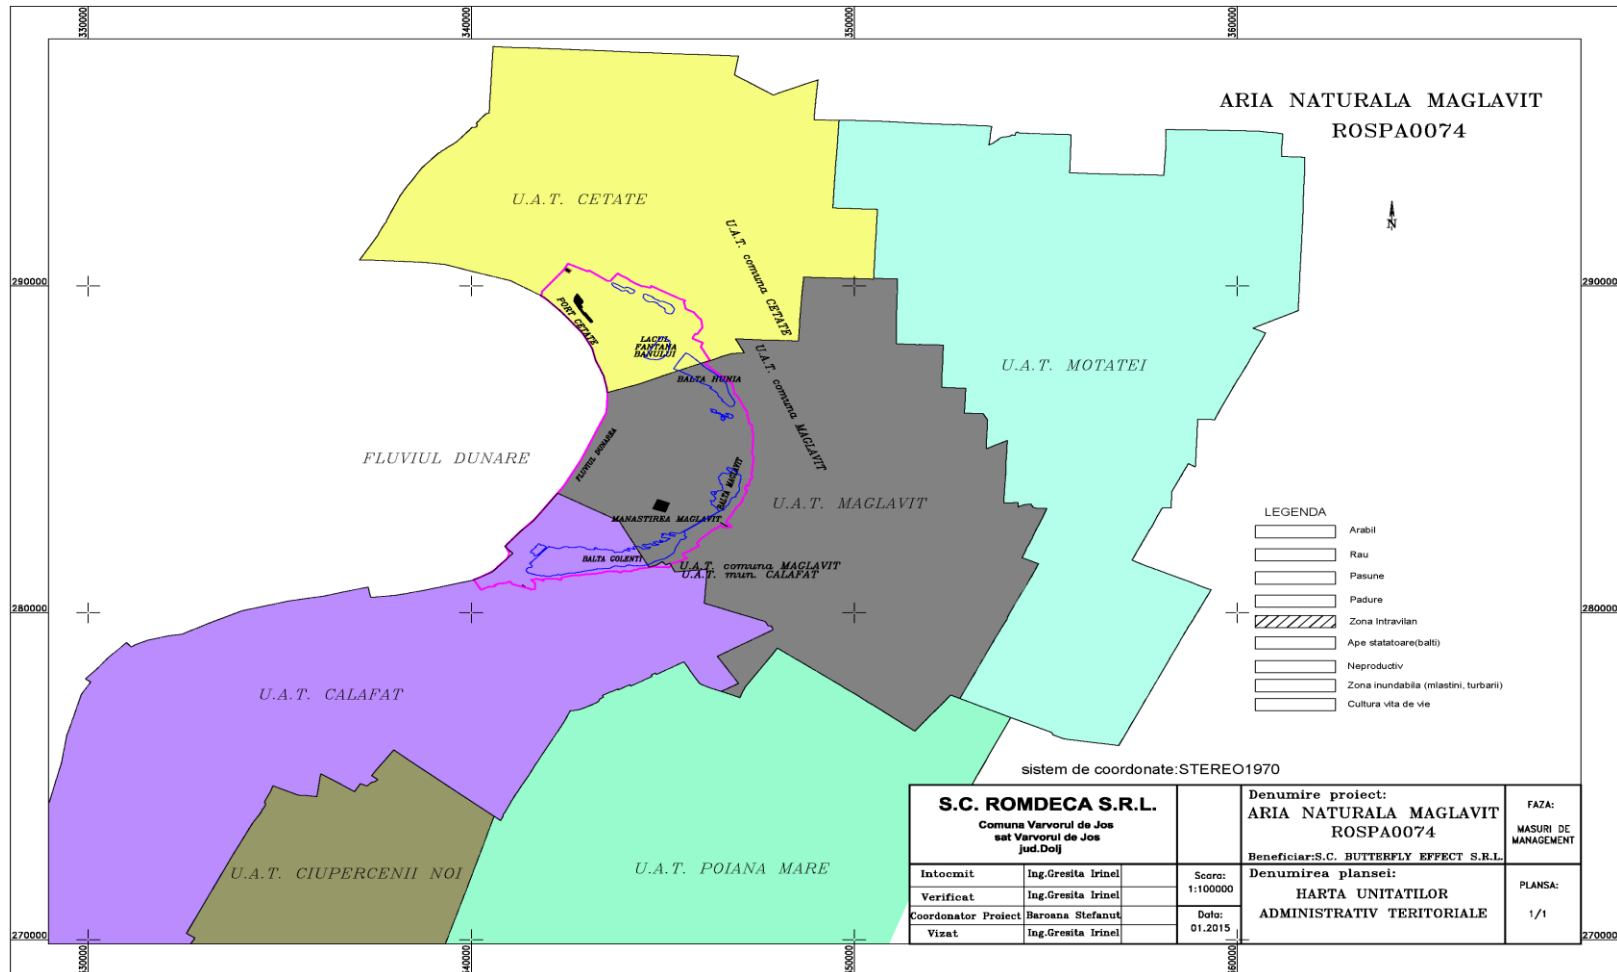 330000
340000
350000
360000
ARIA NATURALA MAGLAVIT
ROSPA0074
N
U.A.T. CETATE
U.A.T. comuna CETATE
290000
290000
PORT CETATE
LACUL
FANTANA
BANULUI
BALTA HUNIA
U.A.T. comuna MAGLAVIT
U.A.T. MOTATEI
FLUVIUL DUNARE
FLUVIUL DUNAREA
BALTA MAGLAVIT
U.A.T. MAGLAVIT
MANASTIREA MAGLAVIT
BALTA GOLENTI
U.A.T. comuna MAGLAVIT
U.A.T. mun. CALAFAT
LEGENDA
Arabil
Rau
Pasune
Padure
Zona Intravilan
Ape statatoare(balti)
Neproductiv
Zona inundabila (mlastini, turbarii)
Cultura vita de vie
280000
280000
U.A.T. CALAFAT
U.A.T. CIUPERCENII NOI
U.A.T. POIANA MARE
sistem de coordonate:STEREO1970
S.C. ROMDECA S.R.L.
Comuna Varvorul de Jos
sat Varvorul de Jos
jud.Dolj
Denumire proiect:
ARIA NATURALA MAGLAVIT
ROSPA0074
Beneficiar:S.C. BUTTERFLY EFFECT S.R.L.
FAZA:
MASURI DE
MANAGEMENT
Intocmit Ing.Gresita Irinel
Verificat Ing.Gresita Irinel
Coordonator Proiect Baroana Stefanut
Vizat Ing.Gresita Irinel
Scara:
1:100000
Data:
01.2015
Denumirea plansei:
HARTA UNITATILOR
ADMINISTRATIV TERITORIALE
PLANSA:
1/1
270000
270000
330000
340000
350000
360000